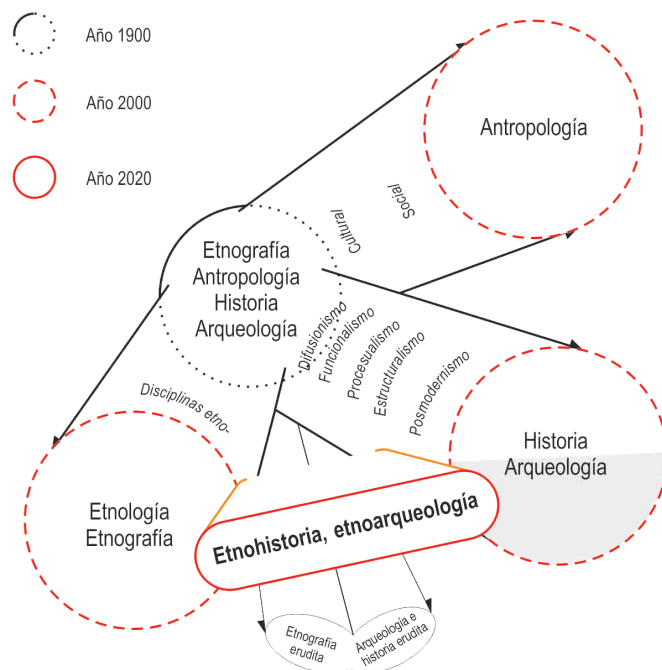 Año 1900
Año 2000
Año 2020
Antropología
Cultural
Social
Etnografía
Antropología
Historia
Arqueología
Difusionismo
Funcionalismo
Procesualismo
Estructuralismo
Posmodernismo
Disciplinas etno-
Historia
Arqueología
Etnología
Etnografía
Etnohistoria, etnoarqueología
Etnografía
erudita
Arqueología e
historia erudita